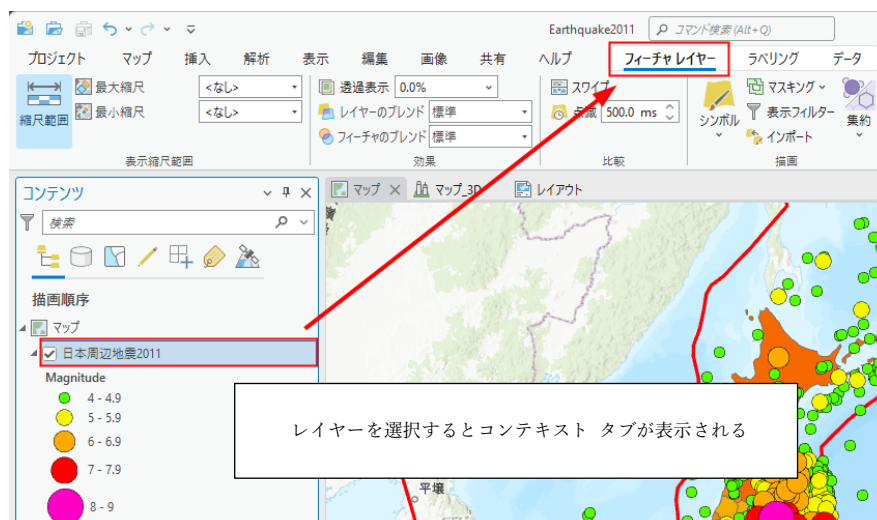 Earthquake2011
コマンド検索 (Alt+Q)
プロジェクト マップ 挿入 解析 表示 編集 画像 共有 ヘルプ フィーチャ レイヤー ラベリング データ
縮尺範囲
最大縮尺 <なし>
最小縮尺 <なし>
表示縮尺範囲
透過表示 0.0%
レイヤーのブレンド 標準
フィーチャのブレンド 標準
効果
スワイプ
点滅 500.0 ms
比較
シンボル
マスキング
表示フィルター
インポート
描画
集約
コンテンツ
検索
描画順序
マップ
日本周辺地震2011
Magnitude
4 - 4.9
5 - 5.9
6 - 6.9
7 - 7.9
8 - 9
マップ マップ_3D レイアウト
レイヤーを選択するとコンテキスト タブが表示される
平壌